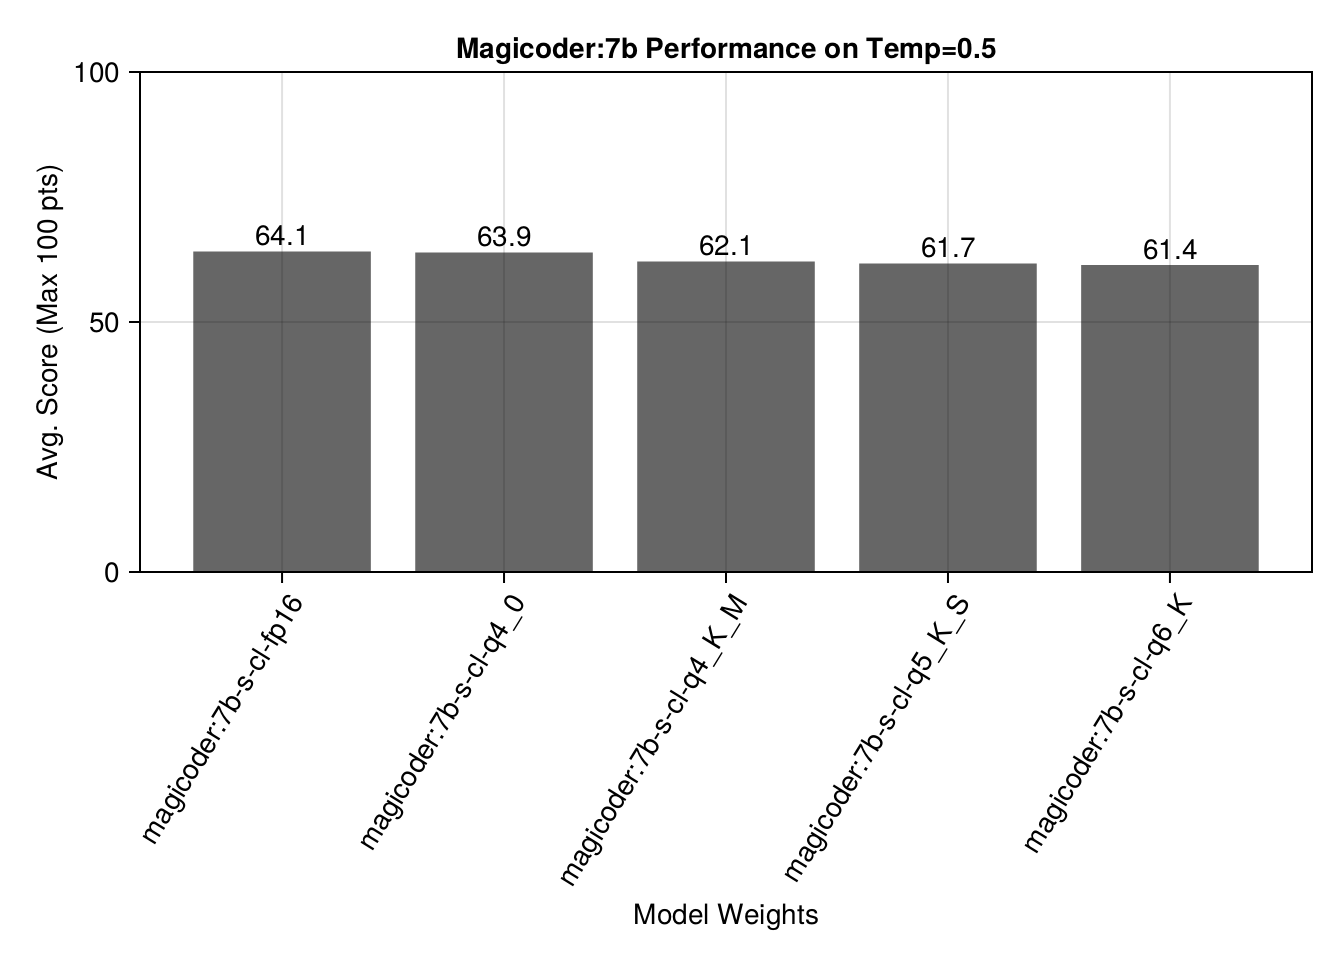 Magicoder:7b Performance on Temp=0.5
Avg. Score (Max 100 pts)
100
50
0
64.1
63.9
62.1
61.7
61.4
magicoder:7b-s-cl-fp16
magicoder:7b-s-cl-q4_0
magicoder:7b-s-cl-q4_K_M
magicoder:7b-s-cl-q5_K_S
magicoder:7b-s-cl-q6_K
Model Weights